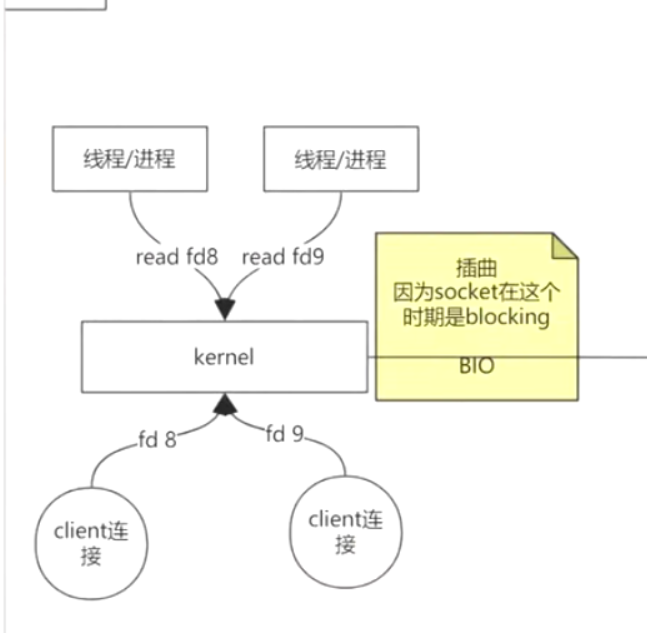 线程/进程
线程/进程
read fd8
read fd9
插曲
因为socket在这个
时期是blocking
BIO
kernel
fd 8
fd 9
client连
接
client连
接